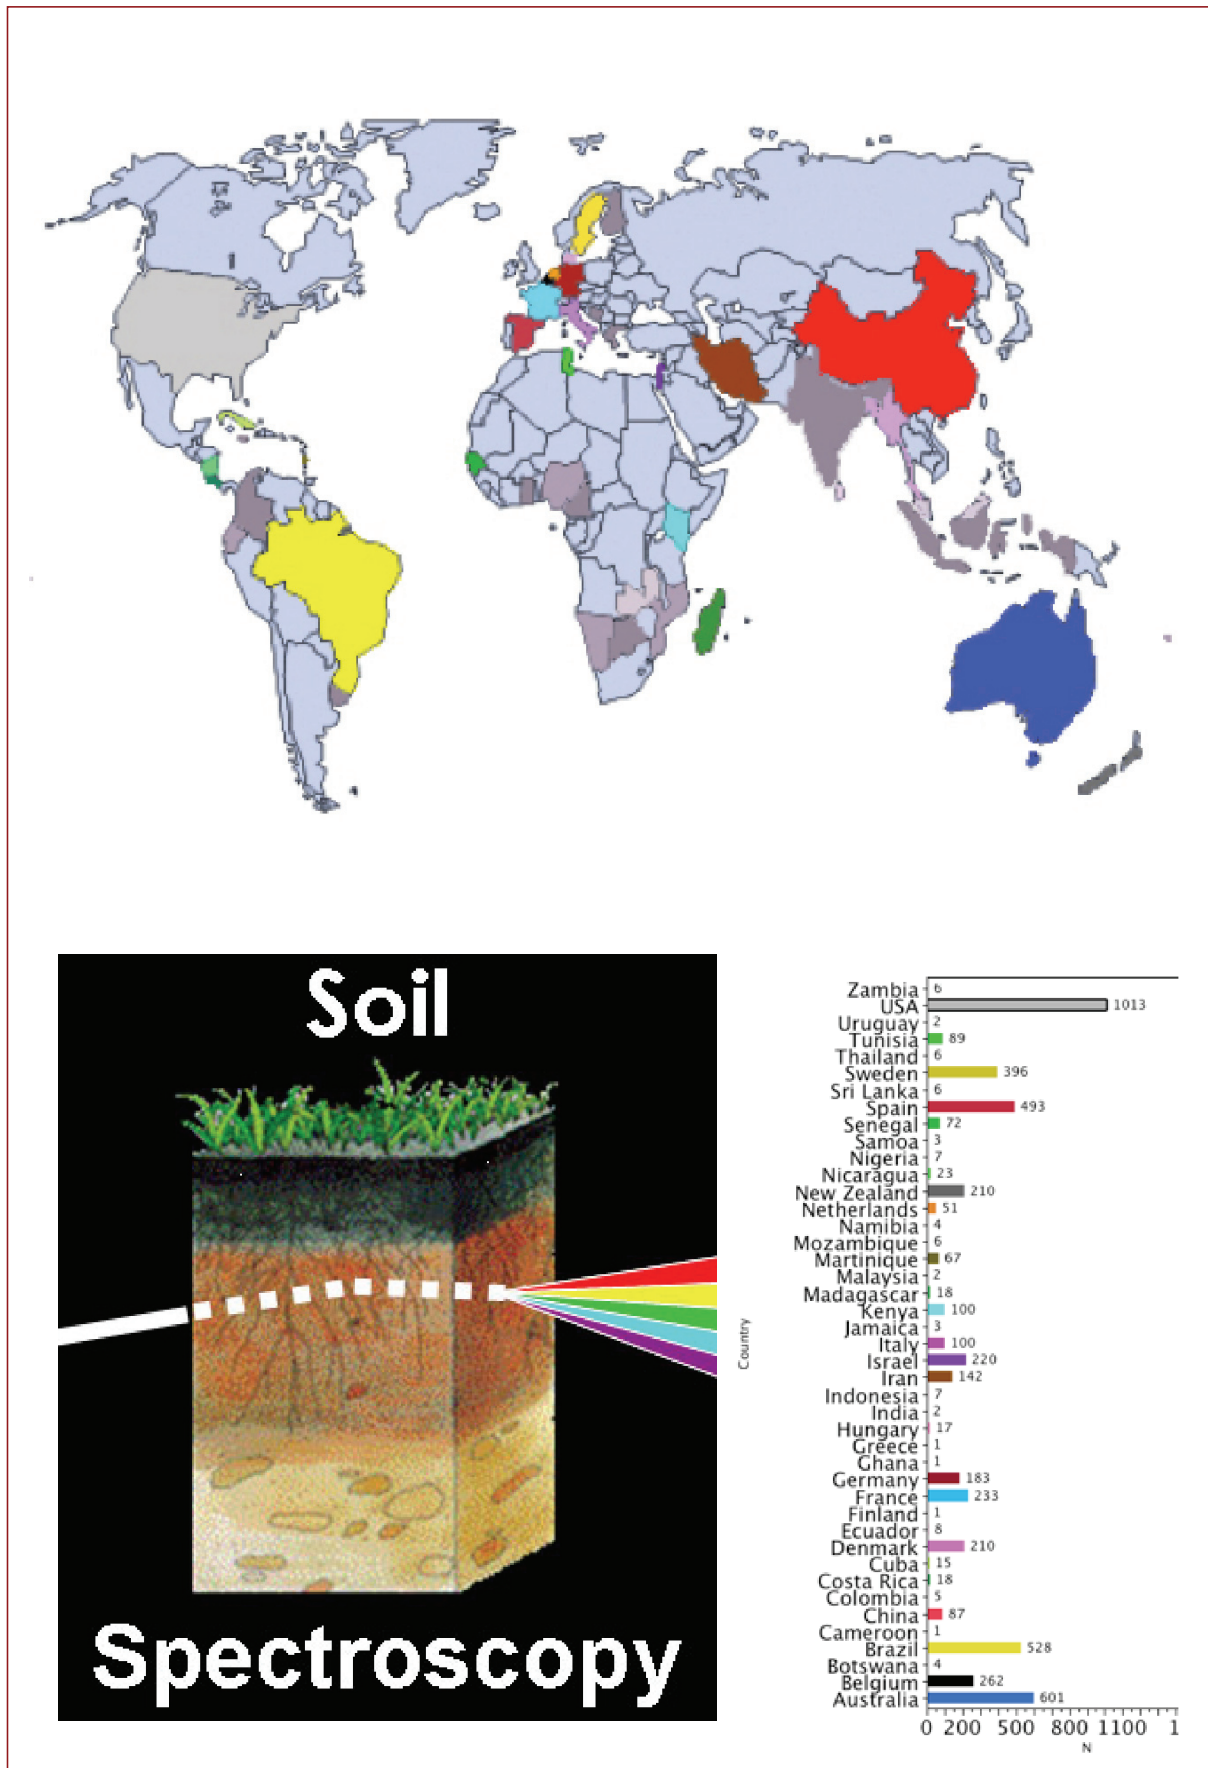 Soil
Spectroscopy
Country
Zambia 6
USA 1013
Uruguay 2
Tunisia 89
Thailand 6
Sweden 396
Sri Lanka 6
Spain 493
Senegal 72
Samoa 3
Nigeria 7
Nicaragua 23
New Zealand 210
Netherlands 51
Namibia 4
Mozambique 6
Martinique 67
Malaysia 2
Madagascar 18
Kenya 100
Jamaica 3
Italy 100
Israel 220
Iran 142
Indonesia 7
India 2
Hungary 17
Greece 1
Ghana 1
Germany 183
France 233
Finland 1
Ecuador 8
Denmark 210
Cuba 15
Costa Rica 18
Colombia 5
China 87
Cameroon 1
Brazil 528
Botswana 4
Belgium 262
Australia 601
0 200 500 800 1100 1
N